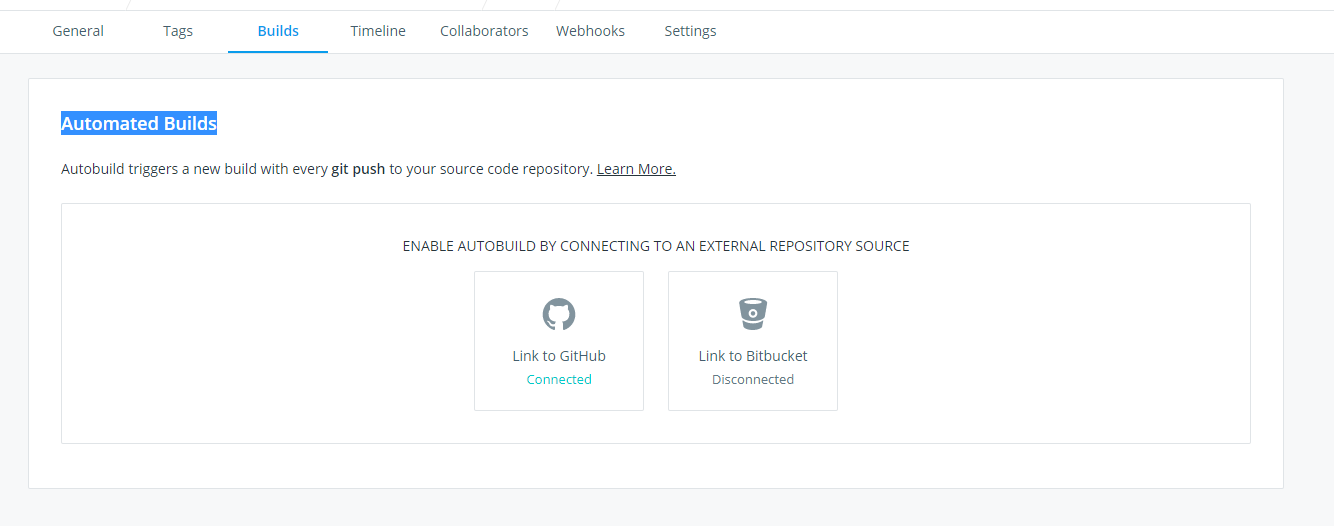 General Tags Builds Timeline Collaborators Webhooks Settings
Automated Builds
Autobuild triggers a new build with every git push to your source code repository. Learn More.
ENABLE AUTOBUILD BY CONNECTING TO AN EXTERNAL REPOSITORY SOURCE
Link to GitHub
Connected
Link to Bitbucket
Disconnected